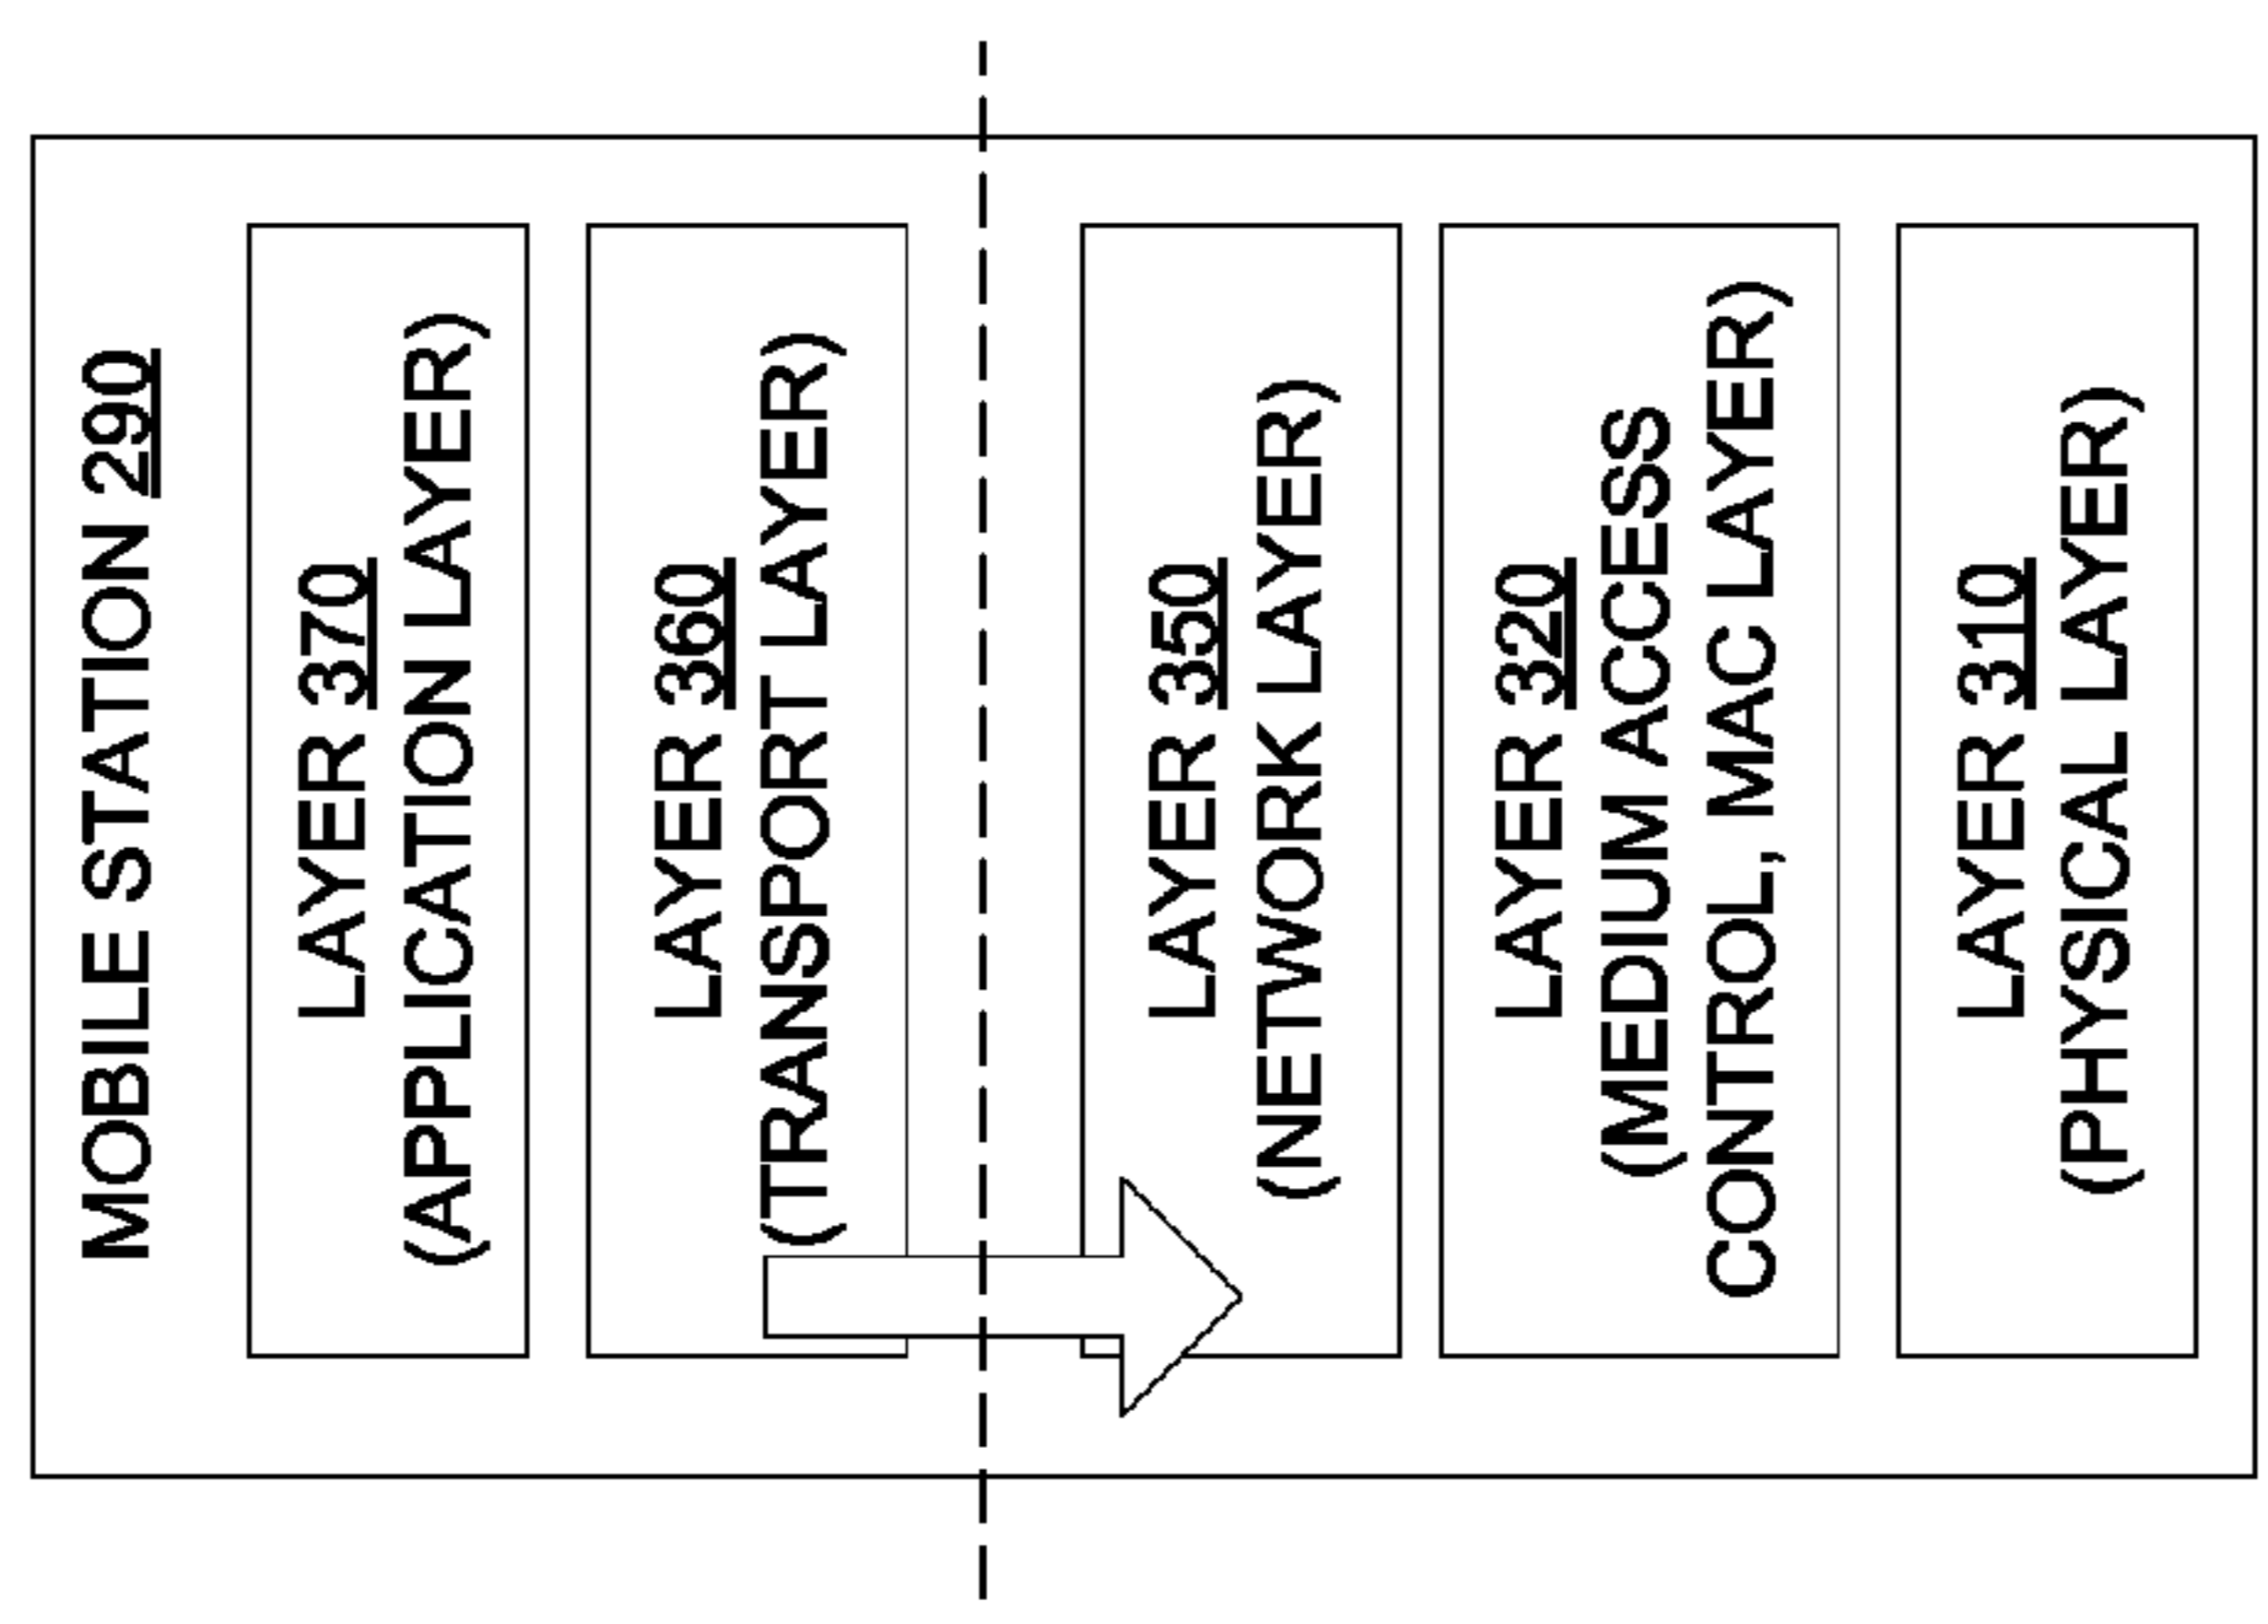 MOBILE STATION 290
LAYER 370
(APPLICATION LAYER)
LAYER 360
(TRANSPORT LAYER)
LAYER 350
(NETWORK LAYER)
LAYER 320
(MEDIUM ACCESS
CONTROL, MAC LAYER)
LAYER 310
(PHYSICAL LAYER)